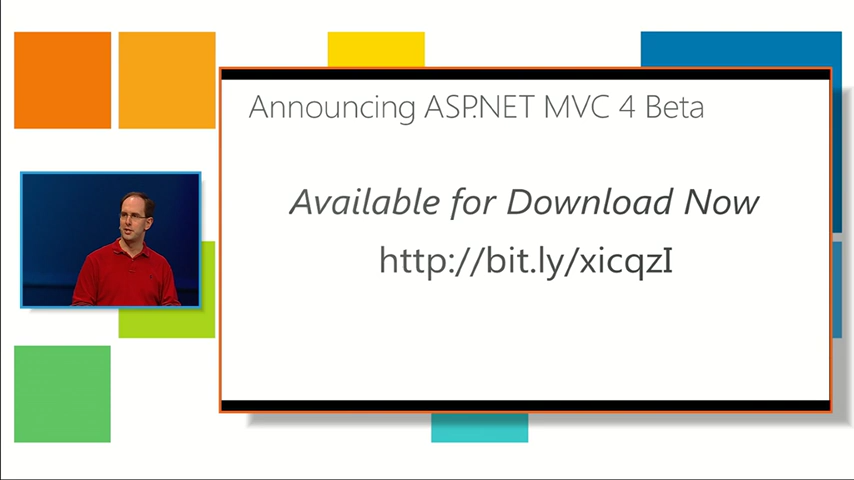 Announcing ASP.NET MVC 4 Beta
Available for Download Now
http://bit.ly/xicqzI